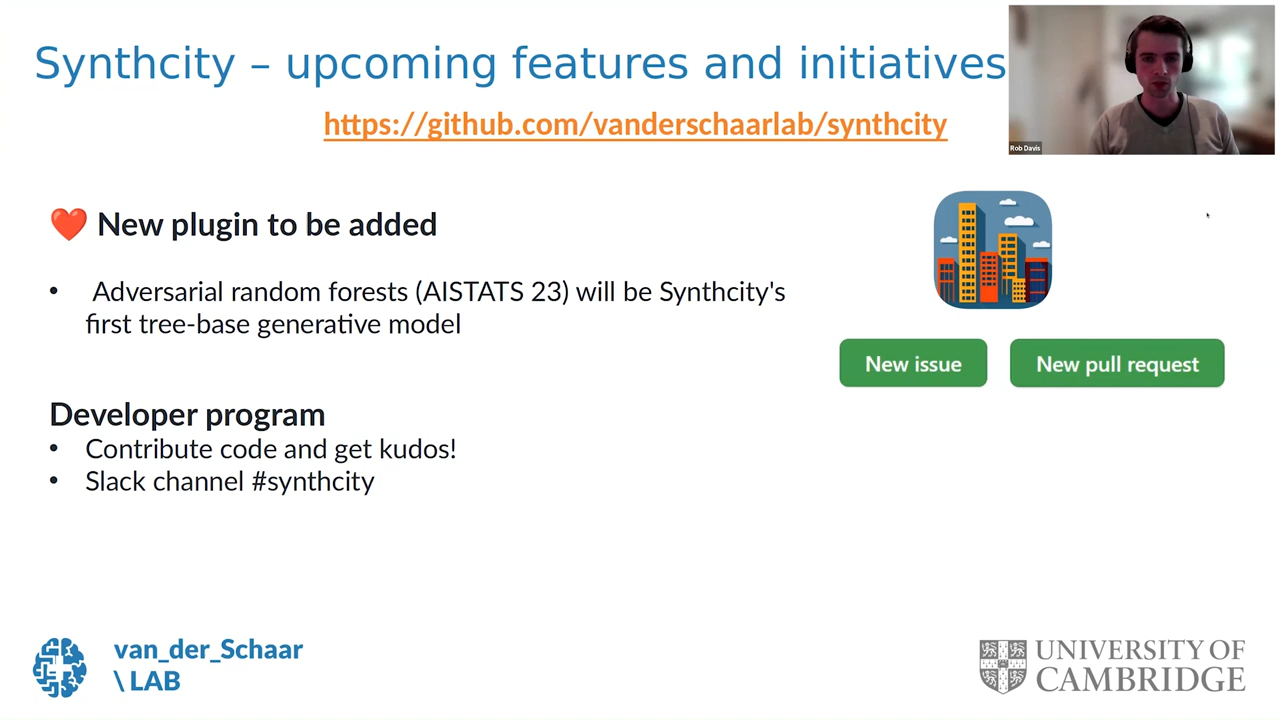 Synthcity – upcoming features and initiatives
https://github.com/vanderschaarlab/synthcity
Rob Davis
❤️ New plugin to be added
• Adversarial random forests (AISTATS 23) will be Synthcity's
first tree-base generative model
New issue
New pull request
Developer program
• Contribute code and get kudos!
• Slack channel #synthcity
van_der_Schaar
\ LAB
UNIVERSITY OF
CAMBRIDGE